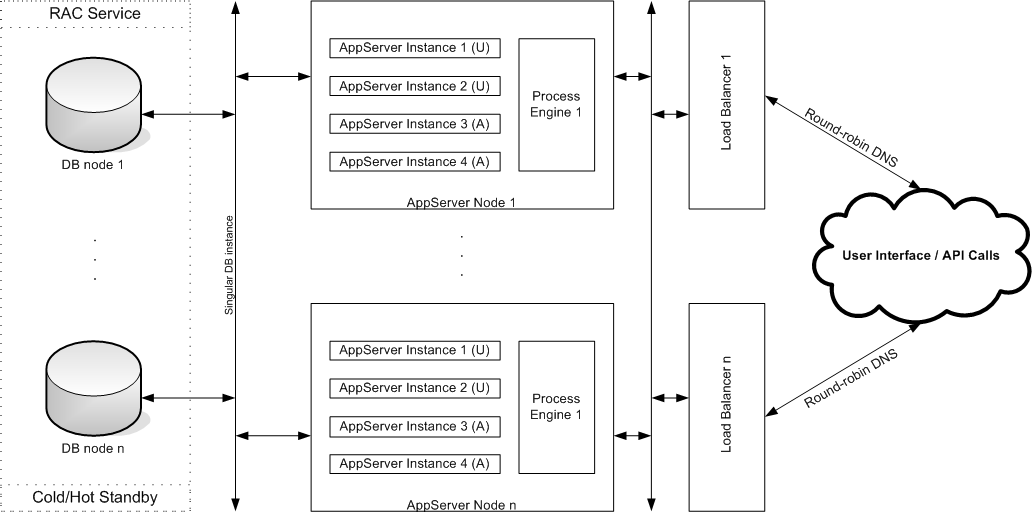 RAC Service
DB node 1
DB node n
Cold/Hot Standby
Singular DB instance
AppServer Instance 1 (U)
AppServer Instance 2 (U)
AppServer Instance 3 (A)
AppServer Instance 4 (A)
Process
Engine 1
AppServer Node 1
AppServer Instance 1 (U)
AppServer Instance 2 (U)
AppServer Instance 3 (A)
AppServer Instance 4 (A)
Process
Engine 1
AppServer Node n
Load Balancer 1
Load Balancer n
Round-robin DNS
User Interface / API Calls
Round-robin DNS